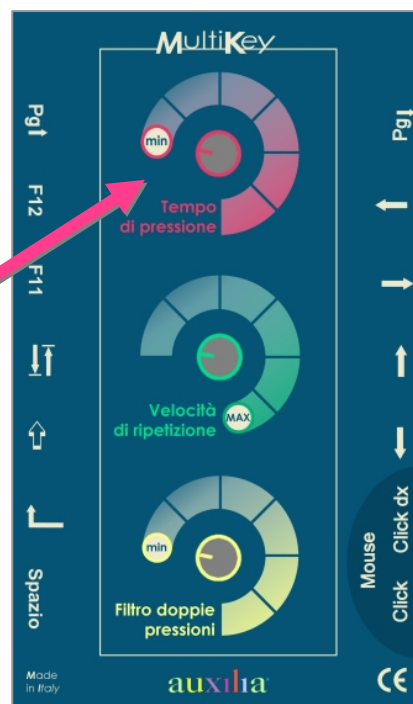 MultiKey
min
Tempo
di pressione
Velocità
di ripetizione
MAX
min
Filtro doppie
pressioni
Pg↑
F12
F11
Spazio
Pg↓
←
→
↑
↓
Mouse
Click
Click dx
Made
in Italy
auxilia
CE